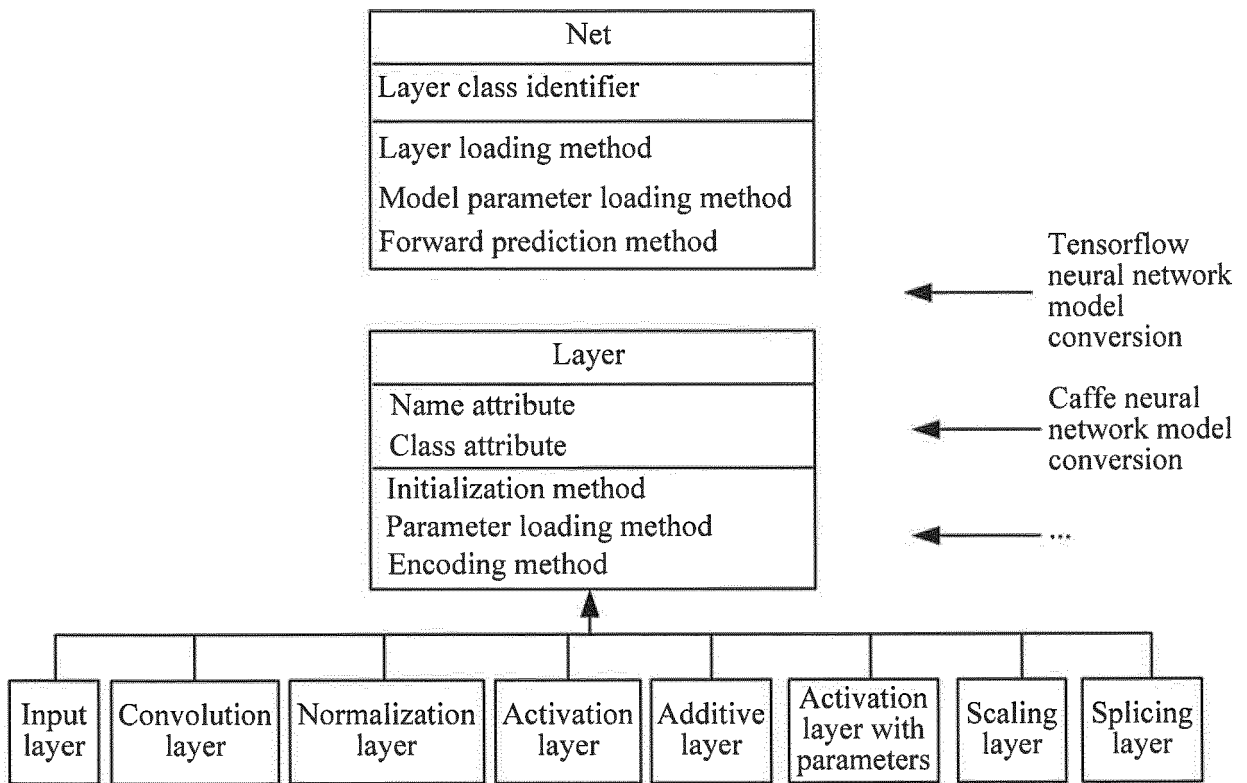 Net
Layer class identifier
Layer loading method
Model parameter loading method
Forward prediction method
Tensorflow
neural network
model
conversion
Layer
Name attribute
Class attribute
Initialization method
Parameter loading method
Encoding method
Caffe neural
network model
conversion
...
Input
layer
Convolution
layer
Normalization
layer
Activation
layer
Additive
layer
Activation
layer with
parameters
Scaling
layer
Splicing
layer